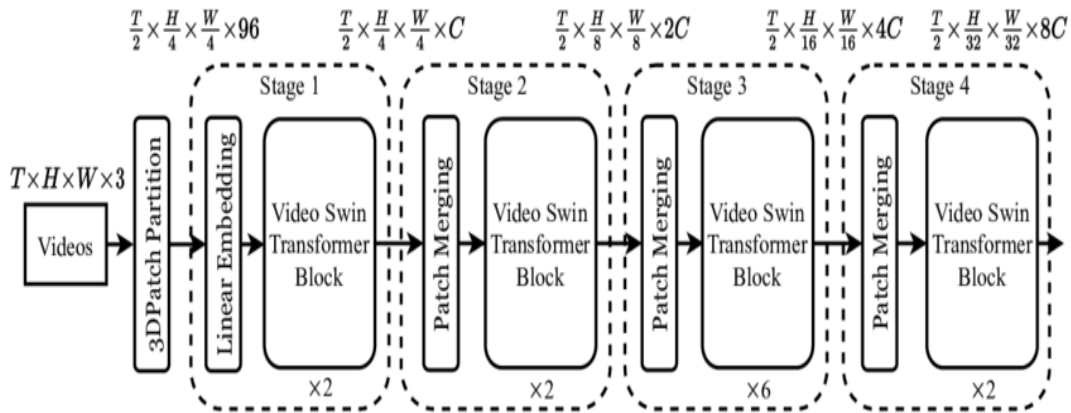 T/2 × H/4 × W/4 × 96
T/2 × H/4 × W/4 × C
T/2 × H/8 × W/8 × 2C
T/2 × H/16 × W/16 × 4C
T/2 × H/32 × W/32 × 8C
T×H×W×3
Videos
3DPatch Partition
Stage 1
Linear Embedding
Video Swin
Transformer
Block
×2
Stage 2
Patch Merging
Video Swin
Transformer
Block
×2
Stage 3
Patch Merging
Video Swin
Transformer
Block
×6
Stage 4
Patch Merging
Video Swin
Transformer
Block
×2